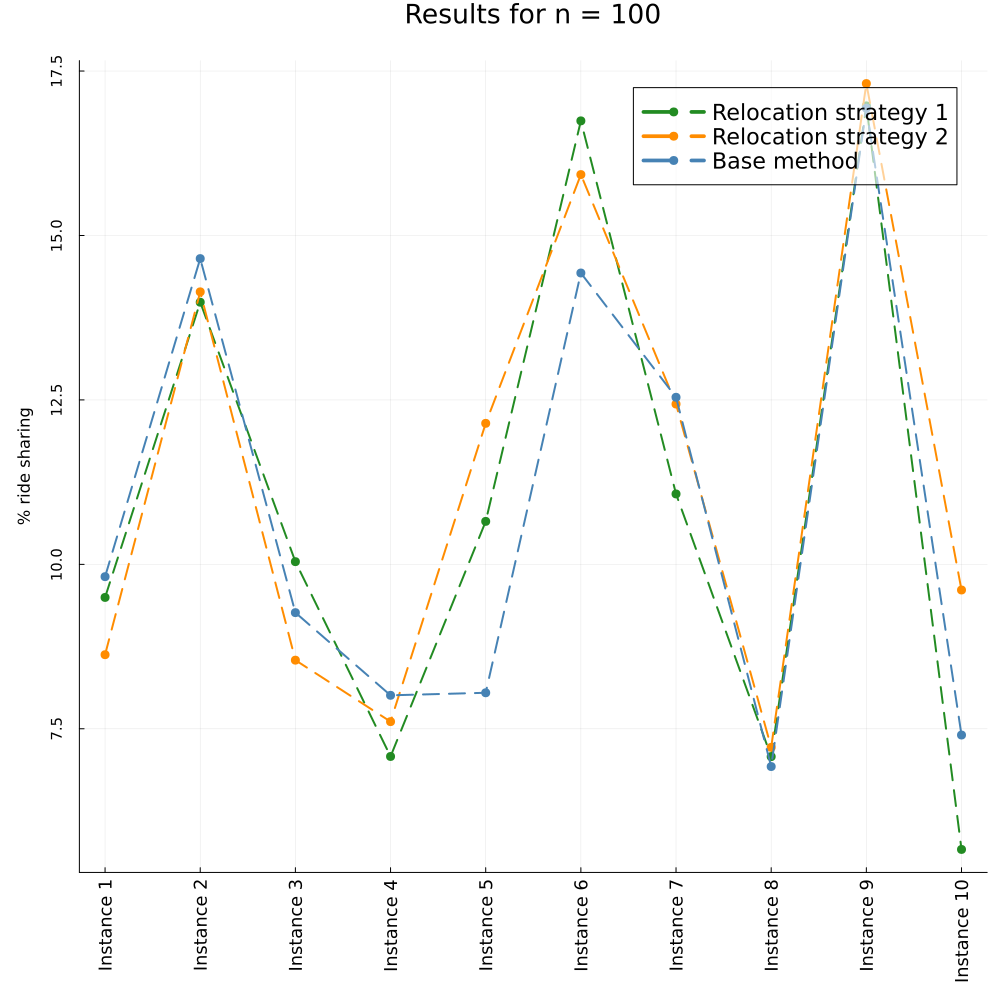 Results for n = 100
17.5
15.0
12.5
10.0
7.5
% ride sharing
Relocation strategy 1
Relocation strategy 2
Base method
Instance 1
Instance 2
Instance 3
Instance 4
Instance 5
Instance 6
Instance 7
Instance 8
Instance 9
Instance 10